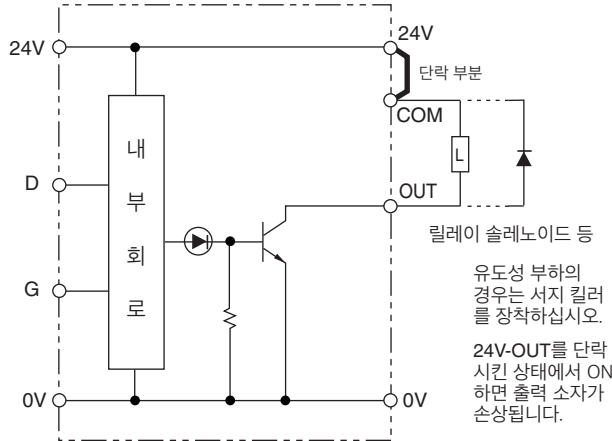 24V
24V
단락 부분
COM
내
부
회
로
L
D
OUT
릴레이 솔레노이드 등
G
유도성 부하의
경우는 서지 킬러
를 장착하십시오.
24V-OUT를 단락
시킨 상태에서 ON
하면 출력 소자가
손상됩니다.
0V
0V